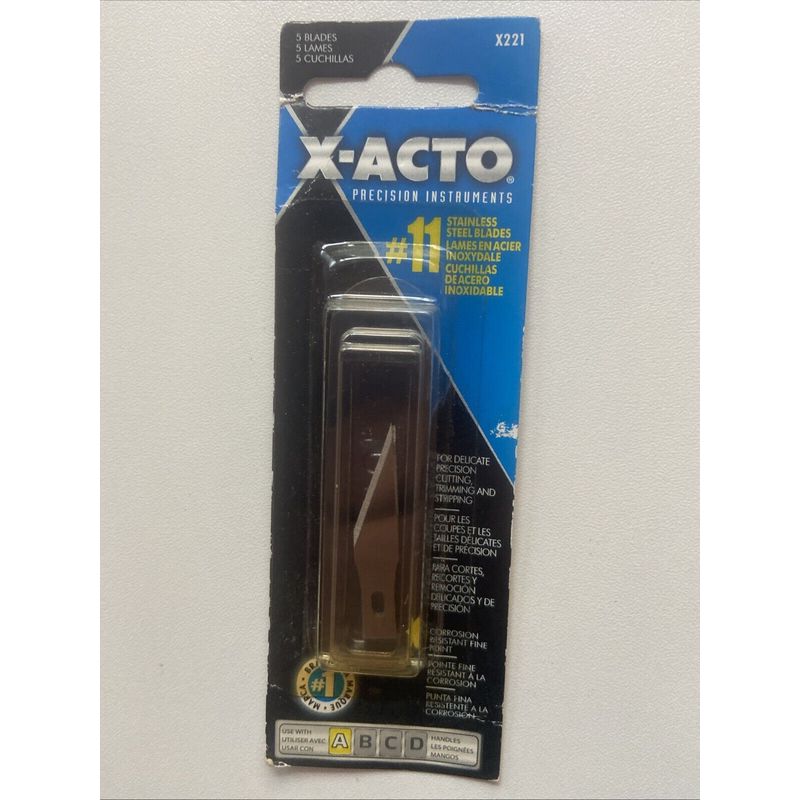 5 BLADES
5 LAMES
5 CUCHILLAS
X221
X-ACTO®
PRECISION INSTRUMENTS
#11
STAINLESS
STEEL BLADES
LAMES EN ACIER
INOXYDALE
CUCHILLAS
DE ACERO
INOXIDABLE
FOR DELICATE
PRECISION
CUTTING,
TRIMMING AND
STRIPPING
POUR LES
COUPES ET LES
TAILLES DÉLICATES
ET DE PRÉCISION
PARA CORTES,
RECORTES Y
REMOCIÓN
DELICADOS Y DE
PRECISIÓN
CORROSION
RESISTANT FINE
POINT
POINTE FINE
RÉSISTANT À LA
CORROSION
PUNTA FINA
RESISTENTE A LA
CORROSIÓN
#1
MARQUE • MARCA
USE WITH
UTILISER AVEC
USAR CON
A B C D
HANDLES
LES POIGNÉES
MANGOS